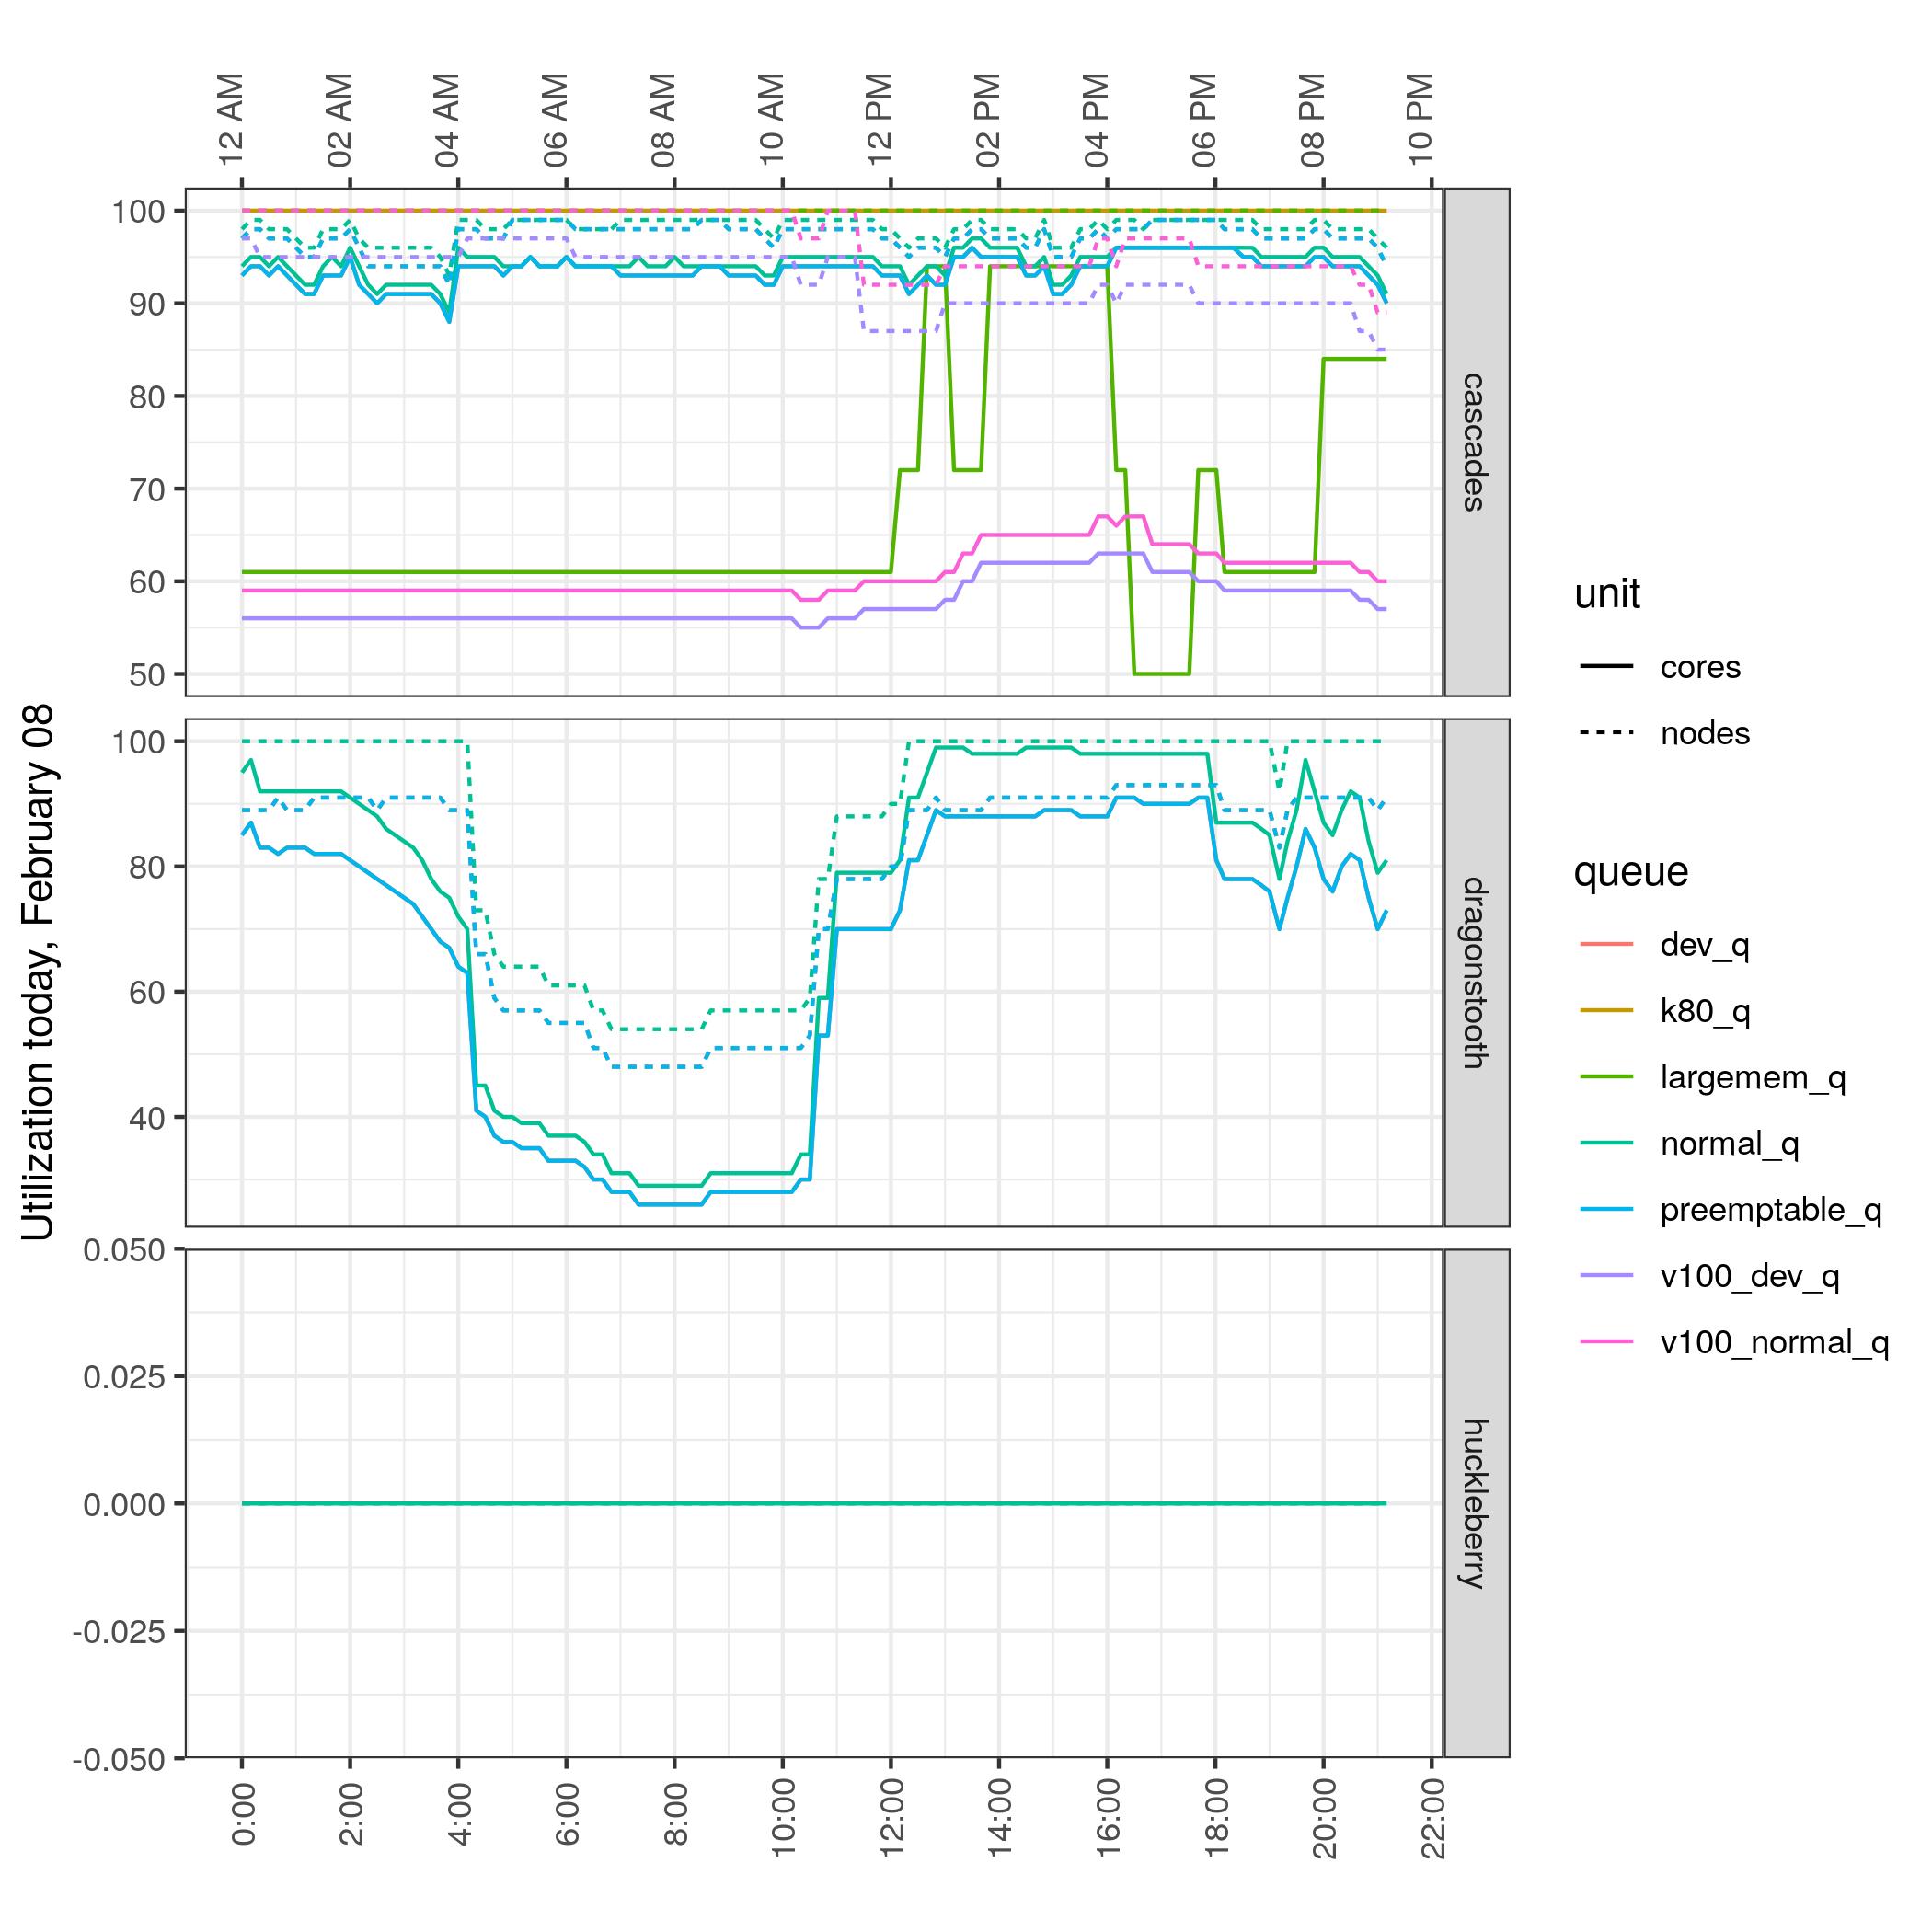 12 AM
02 AM
04 AM
06 AM
08 AM
10 AM
12 PM
02 PM
04 PM
06 PM
08 PM
10 PM
Utilization today, February 08
100
90
80
70
60
50
cascades
100
80
60
40
dragonstooth
0.050
0.025
0.000
-0.025
-0.050
huckleberry
0:00
2:00
4:00
6:00
8:00
10:00
12:00
14:00
16:00
18:00
20:00
22:00
unit
cores
nodes
queue
dev_q
k80_q
largemem_q
normal_q
preemptable_q
v100_dev_q
v100_normal_q